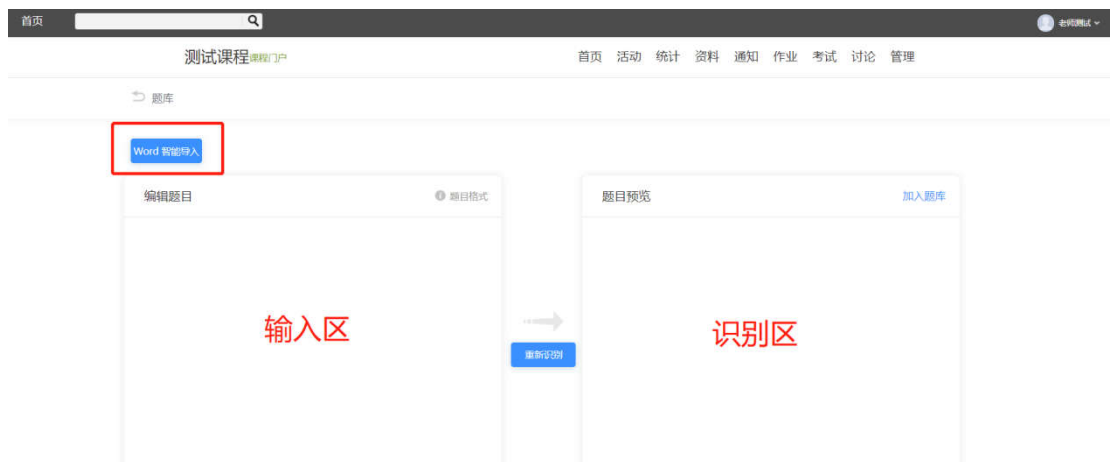 首页
老师测试
测试课程课程门户
首页 活动 统计 资料 通知 作业 考试 讨论 管理
题库
Word 智能导入
编辑题目 题目格式
题目预览 加入题库
输入区
重新识别
识别区